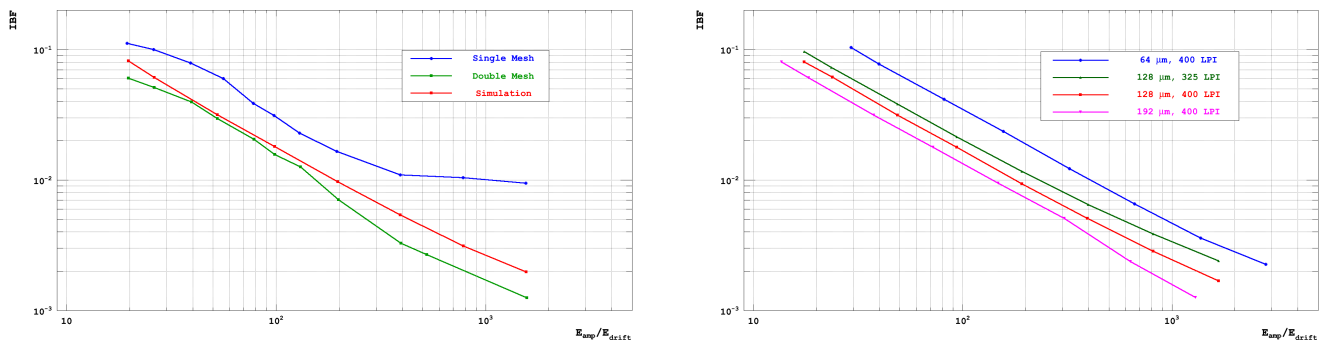 IBF
10⁻¹
10⁻²
10⁻³
10
10²
10³
E_amp/E_drift
Single Mesh
Double Mesh
Simulation
IBF
10⁻¹
10⁻²
10⁻³
10
10²
10³
E_amp/E_drift
64 μm, 400 LPI
128 μm, 325 LPI
128 μm, 400 LPI
192 μm, 400 LPI